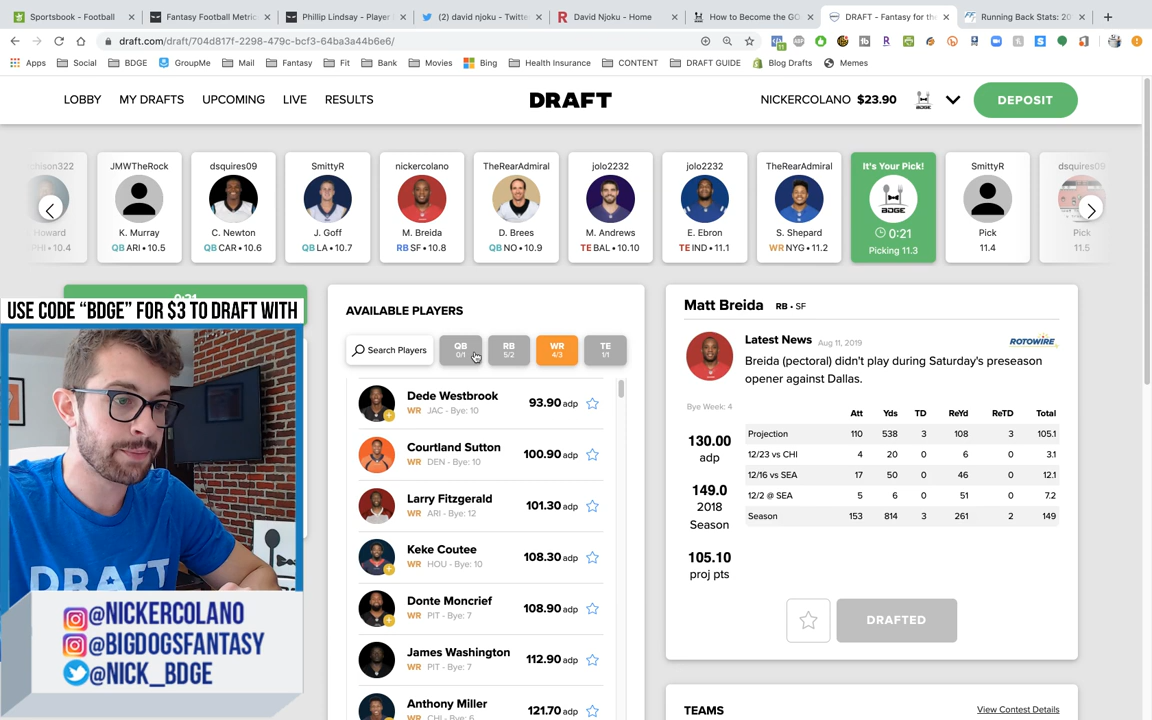 Sportsbook - Football
Fantasy Football Metric
Phillip Lindsay - Player
(2) david njoku - Twitte
David Njoku - Home
How to Become the GO
DRAFT - Fantasy for the
Running Back Stats: 20
draft.com/draft/704d817f-2298-479c-bcf3-64ba3a44b6e6/
Apps
Social
BDGE
GroupMe
Mail
Fantasy
Fit
Bank
Movies
Bing
Health Insurance
CONTENT
DRAFT GUIDE
Blog Drafts
Memes
LOBBY
MY DRAFTS
UPCOMING
LIVE
RESULTS
DRAFT
NICKERCOLANO $23.90
DEPOSIT
chison322
Howard
PHI • 10.4
JMWTheRock
K. Murray
QB ARI • 10.5
dsquires09
C. Newton
QB CAR • 10.6
SmittyR
J. Goff
QB LA • 10.7
nickercolano
M. Breida
RB SF • 10.8
TheRearAdmiral
D. Brees
QB NO • 10.9
jolo2232
M. Andrews
TE BAL • 10.10
jolo2232
E. Ebron
TE IND • 11.1
TheRearAdmiral
S. Shepard
WR NYG • 11.2
It's Your Pick!
BDGE
0:21
Picking 11.3
SmittyR
Pick
11.4
dsquires09
Pick
11.5
USE CODE "BDGE" FOR $3 TO DRAFT WITH
DRAFT
@NICKERCOLANO
@BIGDOGSFANTASY
@NICK_BDGE
AVAILABLE PLAYERS
Search Players
QB
0/1
RB
5/2
WR
4/3
TE
1/1
Dede Westbrook
WR JAC - Bye: 10
93.90 adp
Courtland Sutton
WR DEN - Bye: 10
100.90 adp
Larry Fitzgerald
WR ARI - Bye: 12
101.30 adp
Keke Coutee
WR HOU - Bye: 10
108.30 adp
Donte Moncrief
WR PIT - Bye: 7
108.90 adp
James Washington
WR PIT - Bye: 7
112.90 adp
Anthony Miller
WR CHI - Bye: 6
121.70 adp
Matt Breida RB • SF
Latest News Aug 11, 2019
ROTOWIRE
Breida (pectoral) didn't play during Saturday's preseason
opener against Dallas.
Bye Week: 4
130.00
adp
149.0
2018
Season
105.10
proj pts
Att Yds TD ReYd ReTD Total
Projection 110 538 3 108 3 105.1
12/23 vs CHI 4 20 0 6 0 3.1
12/16 vs SEA 17 50 0 46 0 12.1
12/2 @ SEA 5 6 0 51 0 7.2
Season 153 814 3 261 2 149
DRAFTED
TEAMS
View Contest Details